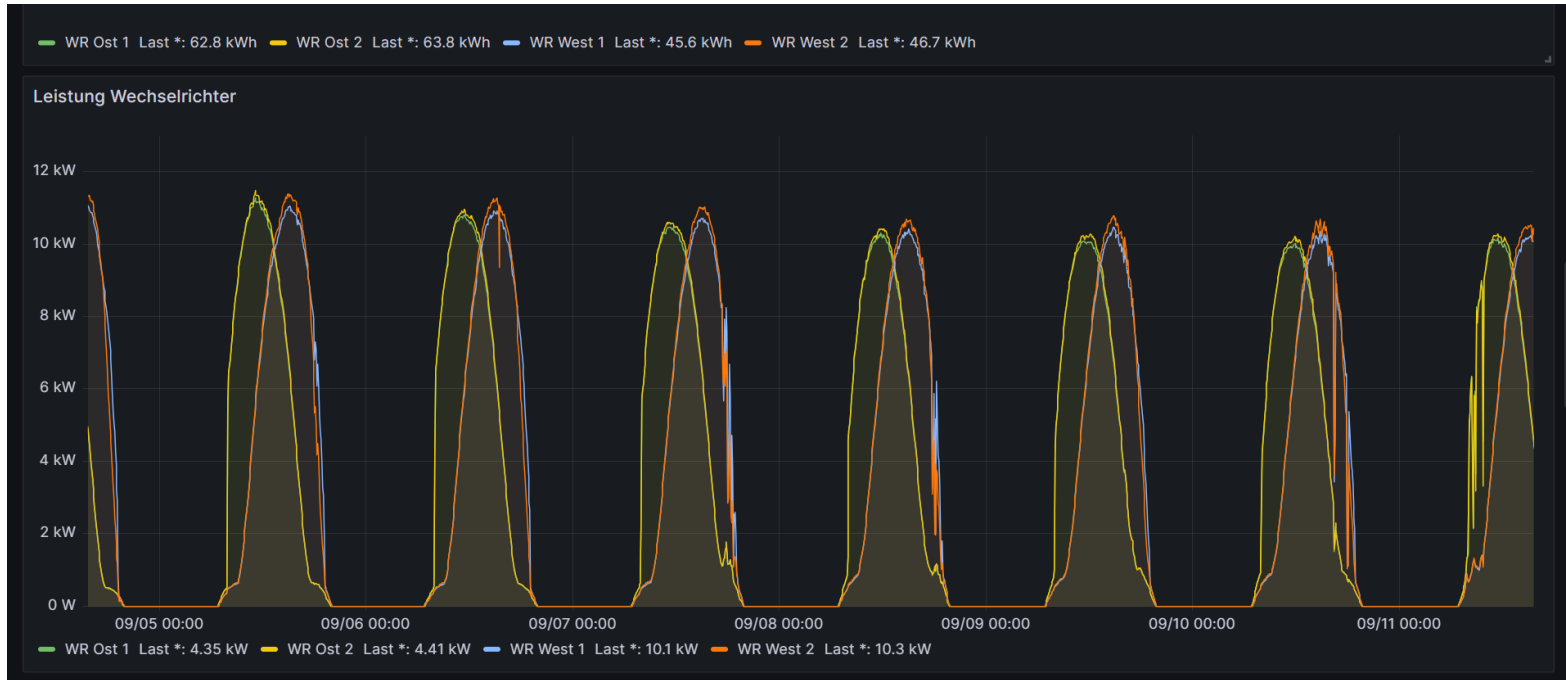 WR Ost 1 Last *: 62.8 kWh WR Ost 2 Last *: 63.8 kWh WR West 1 Last *: 45.6 kWh WR West 2 Last *: 46.7 kWh
Leistung Wechselrichter
12 kW
10 kW
8 kW
6 kW
4 kW
2 kW
0 W
09/05 00:00 09/06 00:00 09/07 00:00 09/08 00:00 09/09 00:00 09/10 00:00 09/11 00:00
WR Ost 1 Last *: 4.35 kW WR Ost 2 Last *: 4.41 kW WR West 1 Last *: 10.1 kW WR West 2 Last *: 10.3 kW